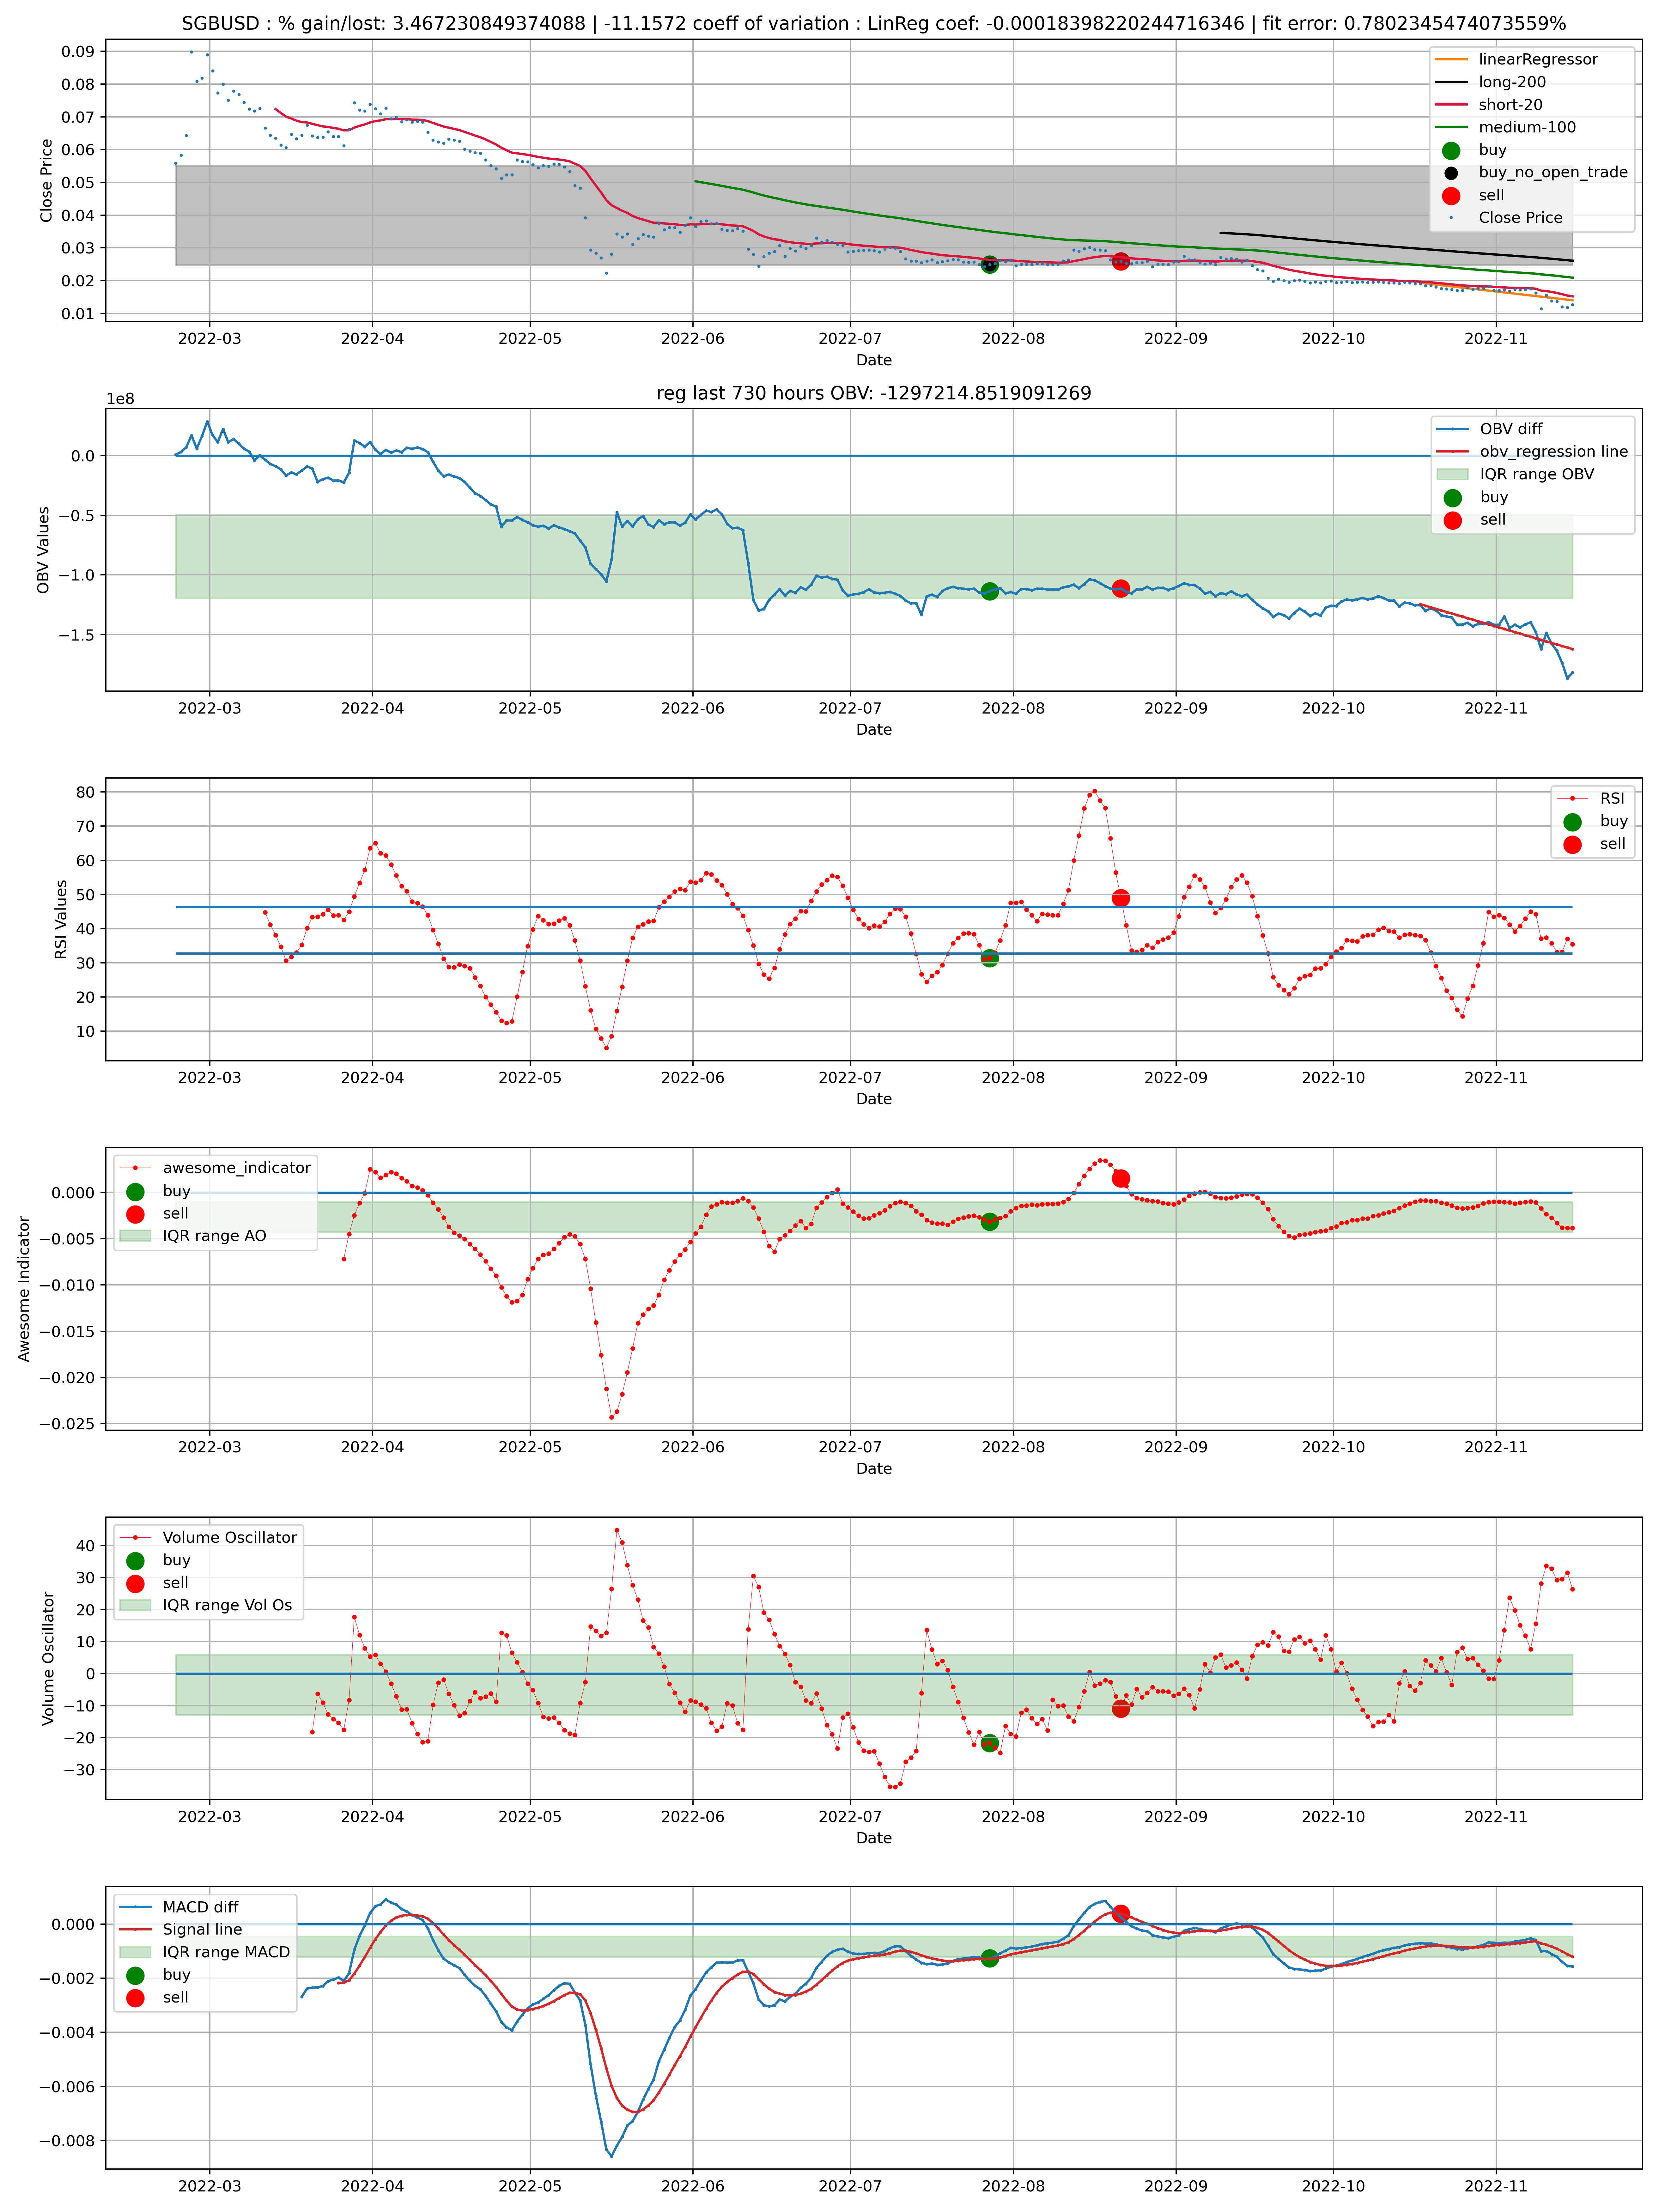 SGBUSD : % gain/lost: 3.467230849374088 | -11.1572 coeff of variation : LinReg coef: -0.00018398220244716346 | fit error: 0.7802345474073559%
0.09
0.08
0.07
0.06
0.05
0.04
0.03
0.02
0.01
Close Price
linearRegressor
long-200
short-20
medium-100
buy
buy_no_open_trade
sell
Close Price
2022-03 2022-04 2022-05 2022-06 2022-07 2022-08 2022-09 2022-10 2022-11
Date
reg last 730 hours OBV: -1297214.8519091269
1e8
0.0
−0.5
−1.0
−1.5
OBV Values
OBV diff
obv_regression line
IQR range OBV
buy
sell
2022-03 2022-04 2022-05 2022-06 2022-07 2022-08 2022-09 2022-10 2022-11
Date
80
70
60
50
40
30
20
10
RSI Values
RSI
buy
sell
2022-03 2022-04 2022-05 2022-06 2022-07 2022-08 2022-09 2022-10 2022-11
Date
0.000
−0.005
−0.010
−0.015
−0.020
−0.025
Awesome Indicator
awesome_indicator
buy
sell
IQR range AO
2022-03 2022-04 2022-05 2022-06 2022-07 2022-08 2022-09 2022-10 2022-11
Date
40
30
20
10
0
−10
−20
−30
Volume Oscillator
Volume Oscillator
buy
sell
IQR range Vol Os
2022-03 2022-04 2022-05 2022-06 2022-07 2022-08 2022-09 2022-10 2022-11
Date
0.000
−0.002
−0.004
−0.006
−0.008
MACD diff
Signal line
IQR range MACD
buy
sell
2022-03 2022-04 2022-05 2022-06 2022-07 2022-08 2022-09 2022-10 2022-11